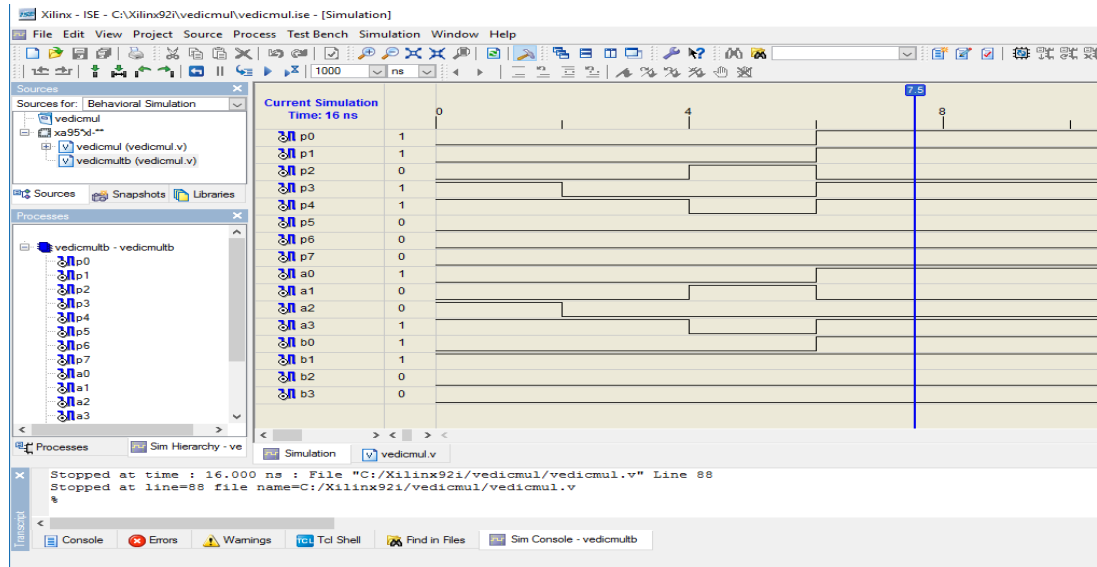 Xilinx - ISE - C:\Xilinx92i\vedicmul\vedicmul.ise - [Simulation]
File Edit View Project Source Process Test Bench Simulation Window Help
1000 ns
Sources
Sources for: Behavioral Simulation
vedicmul
xa95*xl-**
vedicmul (vedicmul.v)
vedicmultb (vedicmul.v)
Sources Snapshots Libraries
Processes
vedicmultb - vedicmultb
p0
p1
p2
p3
p4
p5
p6
p7
a0
a1
a2
a3
Processes Sim Hierarchy - ve
Current Simulation
Time: 16 ns
0 4 7.5 8
p0 1
p1 1
p2 0
p3 1
p4 1
p5 0
p6 0
p7 0
a0 1
a1 0
a2 0
a3 1
b0 1
b1 1
b2 0
b3 0
Simulation vedicmul.v
Transcript
Stopped at time : 16.000 ns : File "C:/Xilinx92i/vedicmul/vedicmul.v" Line 88
Stopped at line=88 file name=C:/Xilinx92i/vedicmul/vedicmul.v
%
Console Errors Warnings TCL Tcl Shell Find in Files Sim Console - vedicmultb